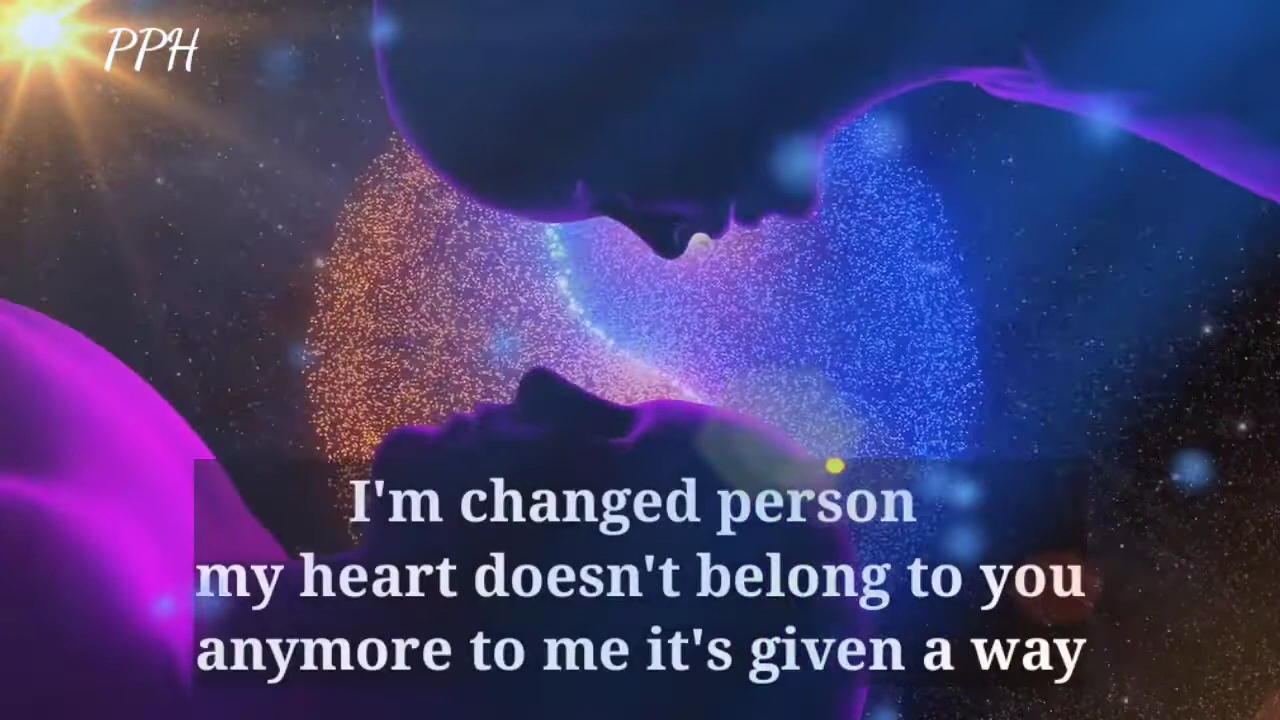 PPH
I'm changed person
my heart doesn't belong to you
anymore to me it's given a way